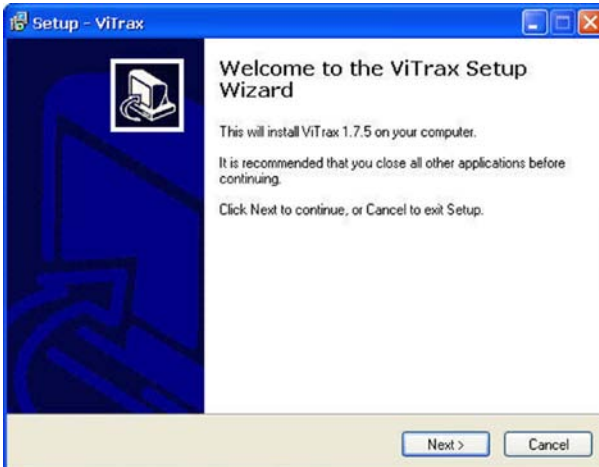 Setup - ViTrax
Welcome to the ViTrax Setup
Wizard
This will install ViTrax 1.7.5 on your computer.
It is recommended that you close all other applications before
continuing.
Click Next to continue, or Cancel to exit Setup.
Next >
Cancel